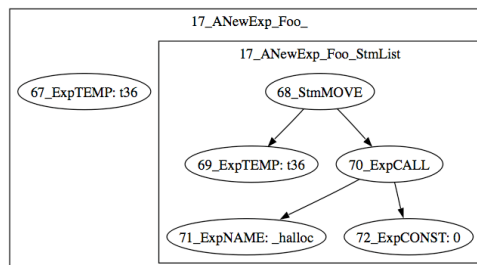 17_ANewExp_Foo_
17_ANewExp_Foo_StmList
67_ExpTEMP: t36
68_StmMOVE
69_ExpTEMP: t36
70_ExpCALL
71_ExpNAME: _halloc
72_ExpCONST: 0